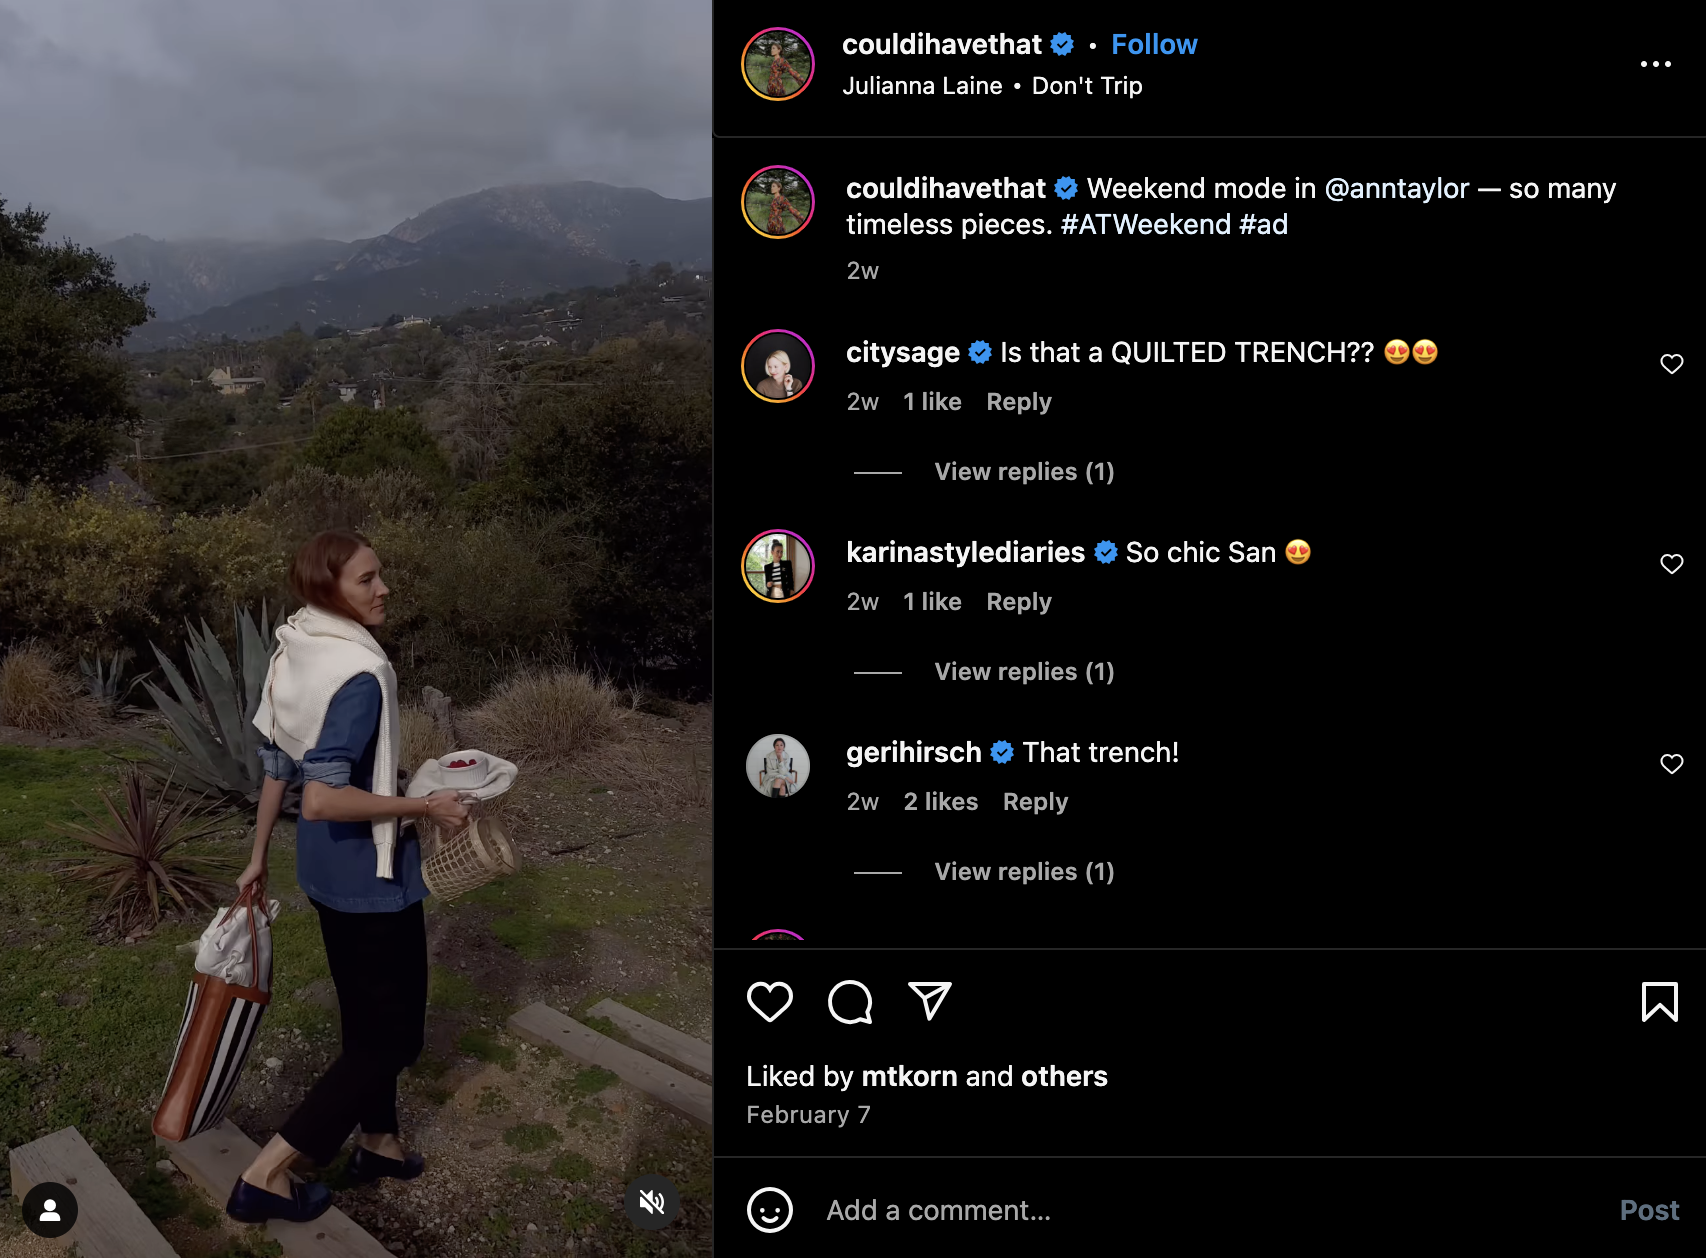 couldihavethat • Follow
Julianna Laine • Don't Trip
couldihavethat Weekend mode in @anntaylor — so many
timeless pieces. #ATWeekend #ad
2w
citysage Is that a QUILTED TRENCH?? 😍😍
2w 1 like Reply
View replies (1)
karinastylediaries So chic San 😍
2w 1 like Reply
View replies (1)
gerihirsch That trench!
2w 2 likes Reply
View replies (1)
Liked by mtkorn and others
February 7
Add a comment...
Post